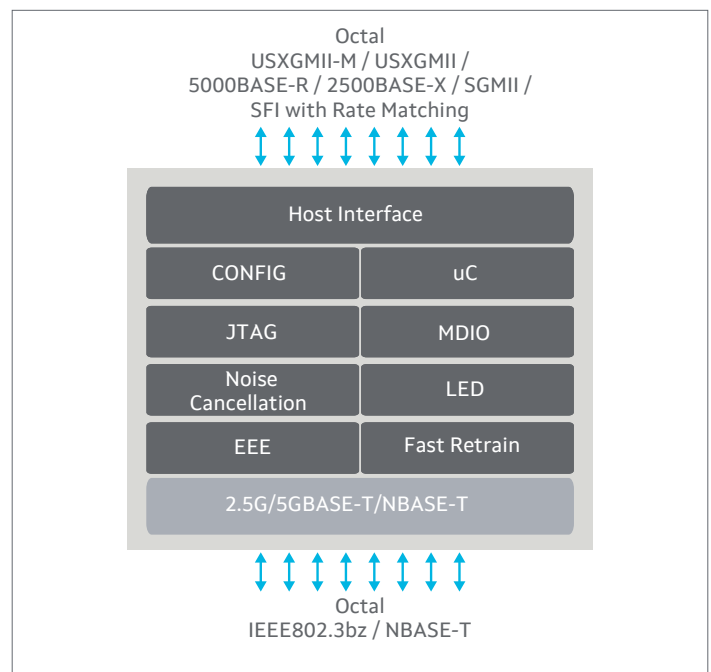 Octal
USXGMII-M / USXGMII /
5000BASE-R / 2500BASE-X / SGMII /
SFI with Rate Matching
Host Interface
CONFIG
uC
JTAG
MDIO
Noise
Cancellation
LED
EEE
Fast Retrain
2.5G/5GBASE-T/NBASE-T
Octal
IEEE802.3bz / NBASE-T